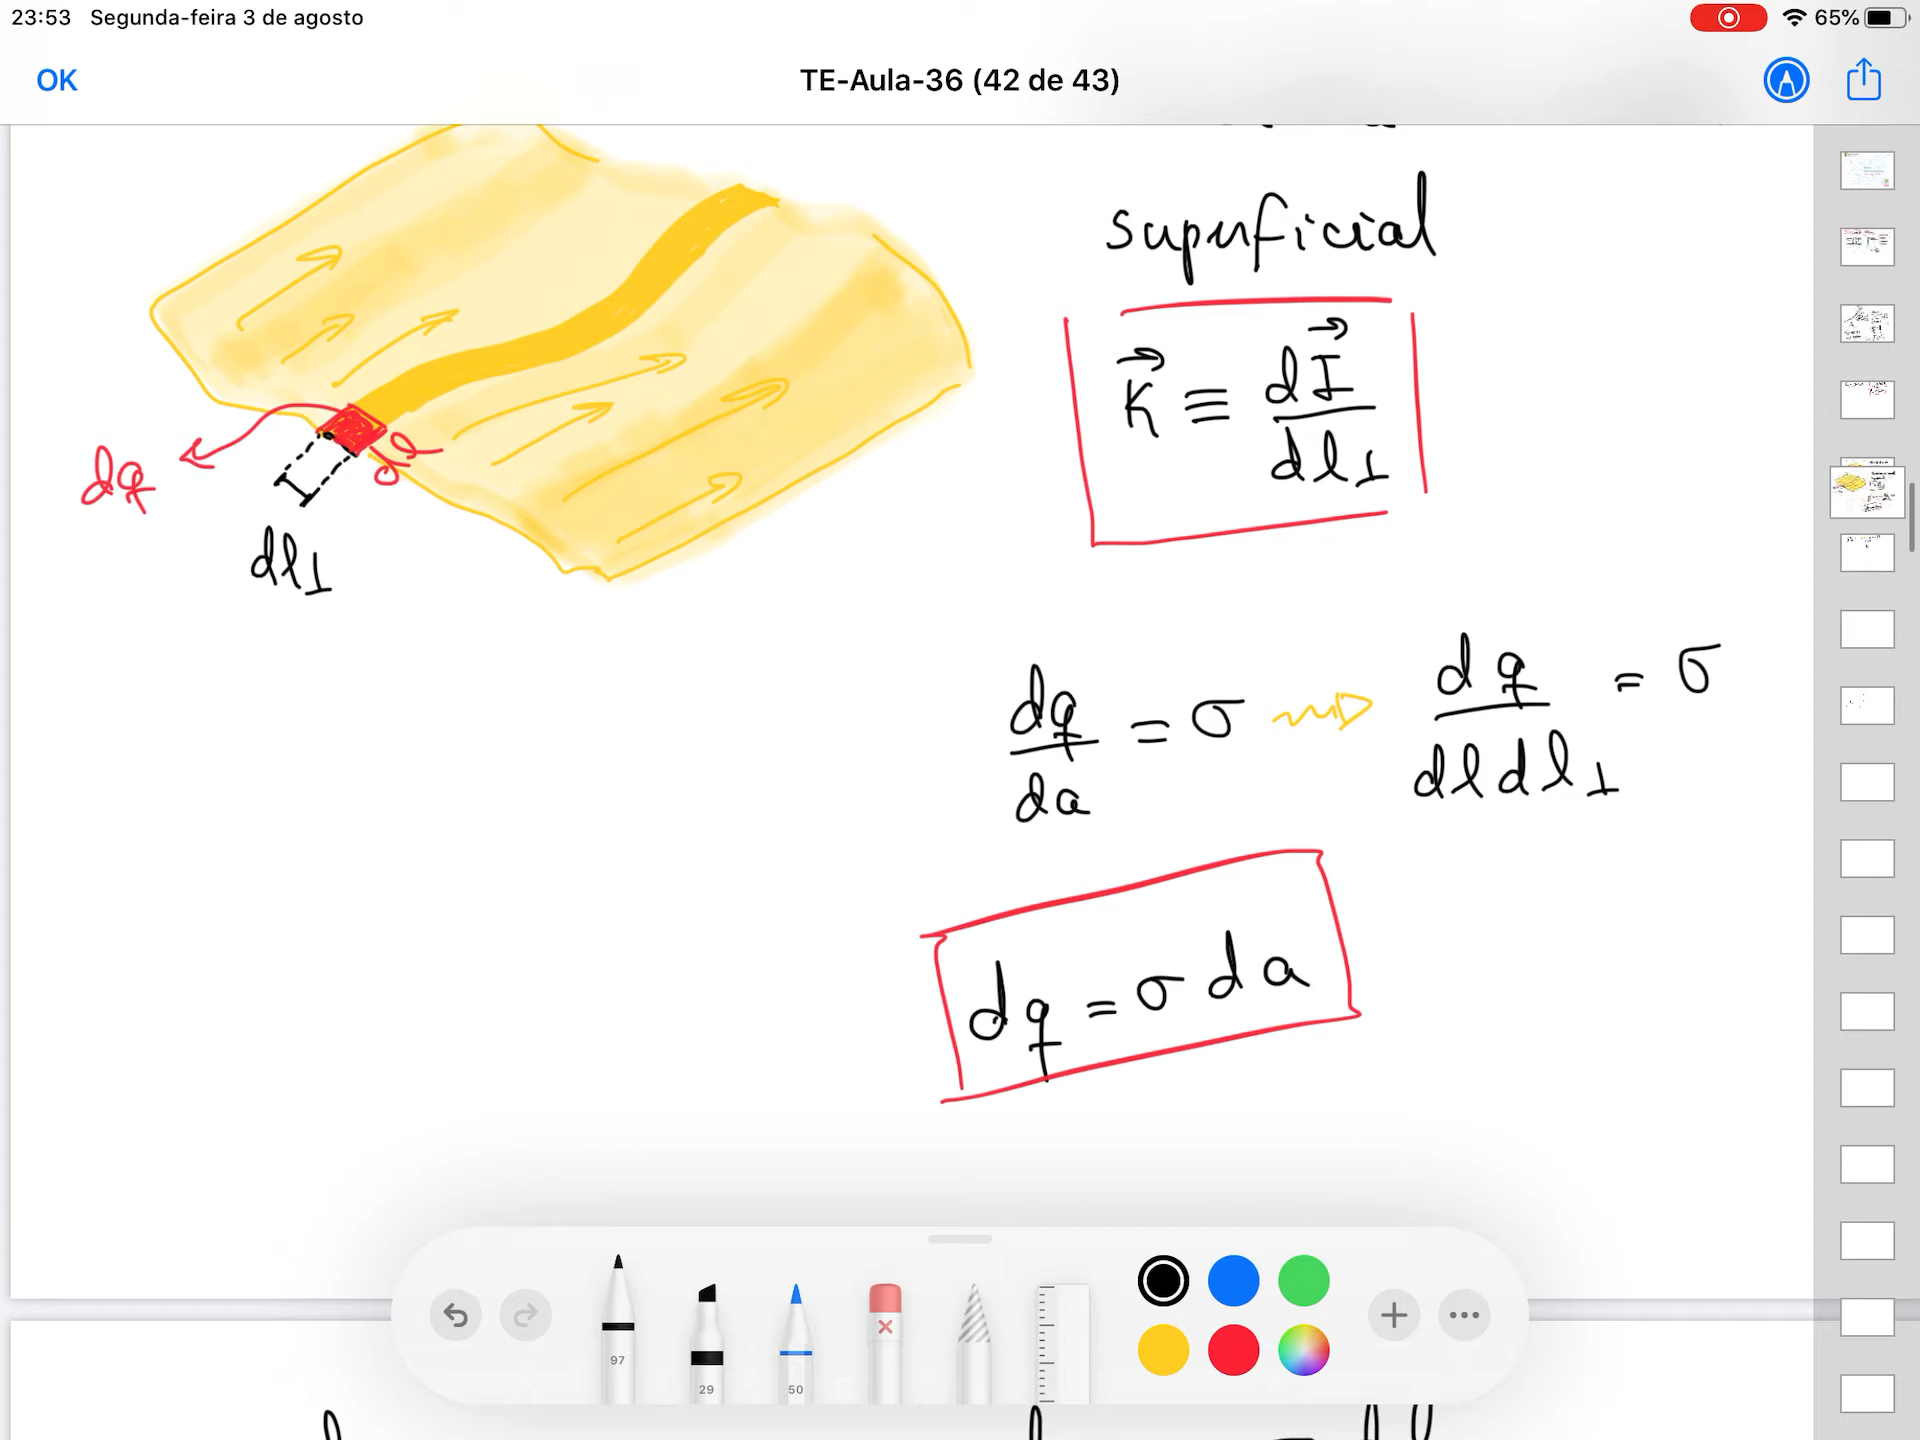 23:53 Segunda-feira 3 de agosto 65%
OK TE-Aula-36 (42 de 43)
superficial
K⃗ ≡ dI⃗ / dl⊥
dq
dl⊥
dq/da = σ ⇝ dq/(dl dl⊥) = σ
dq = σ da
97 29 50